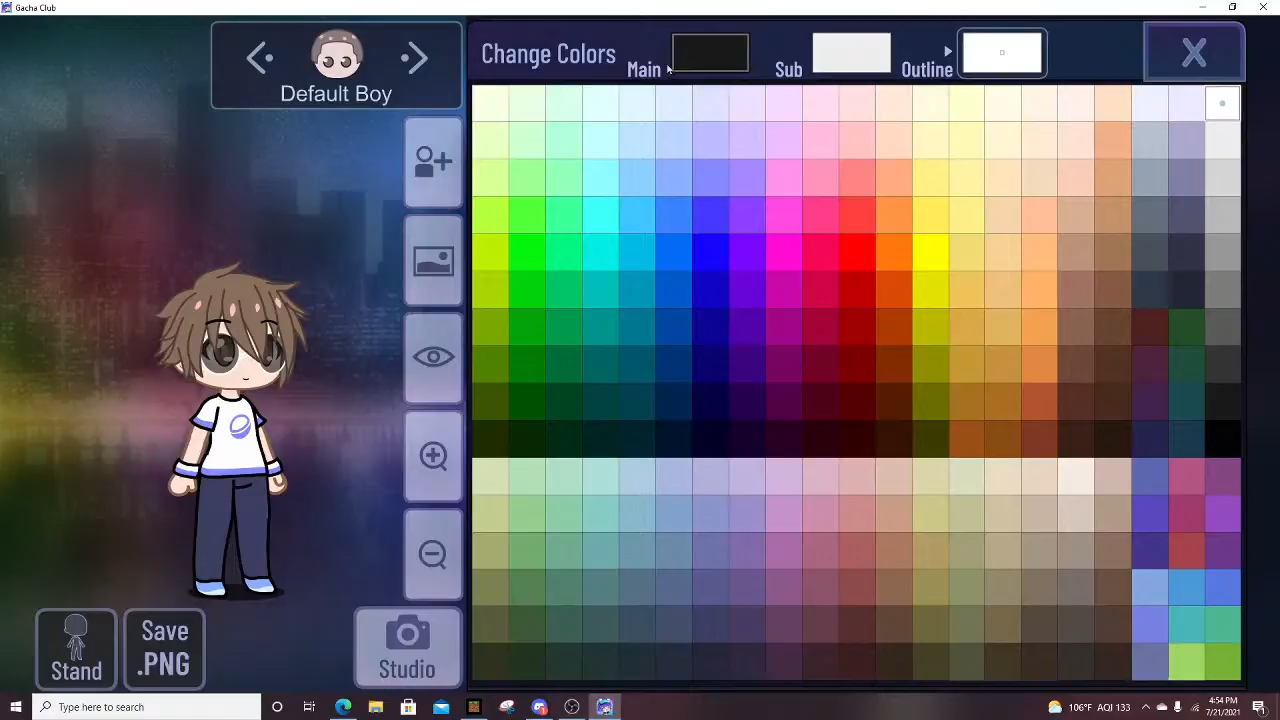 Gacha Club
Default Boy
Change Colors
Main
Sub
Outline
X
Stand
Save
.PNG
Studio
Type here to search
106°F AQI 133
4:54 PM
7/21/2021